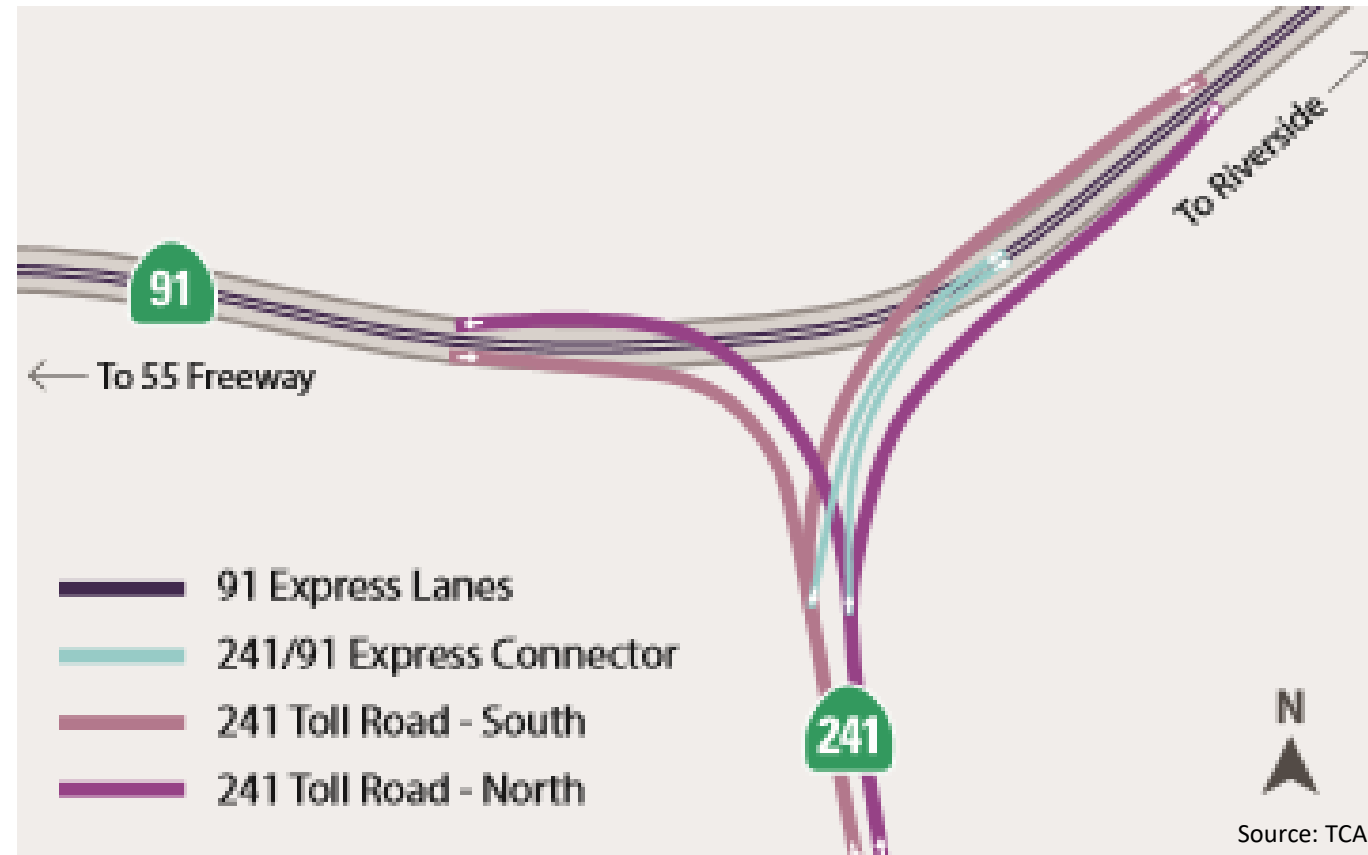 To Riverside
91
To 55 Freeway
91 Express Lanes
241/91 Express Connector
241 Toll Road - South
241 Toll Road - North
241
N
Source: TCA